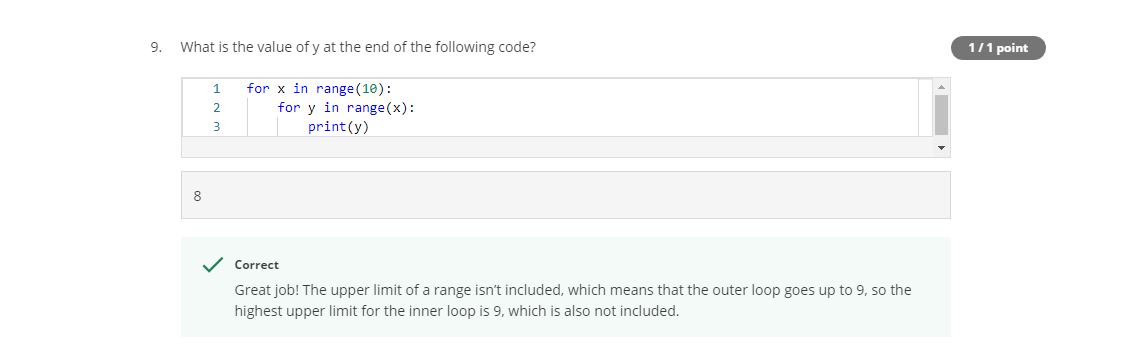 9. What is the value of y at the end of the following code?
1 / 1 point
1 for x in range(10):
2     for y in range(x):
3         print(y)
8
Correct
Great job! The upper limit of a range isn’t included, which means that the outer loop goes up to 9, so the
highest upper limit for the inner loop is 9, which is also not included.